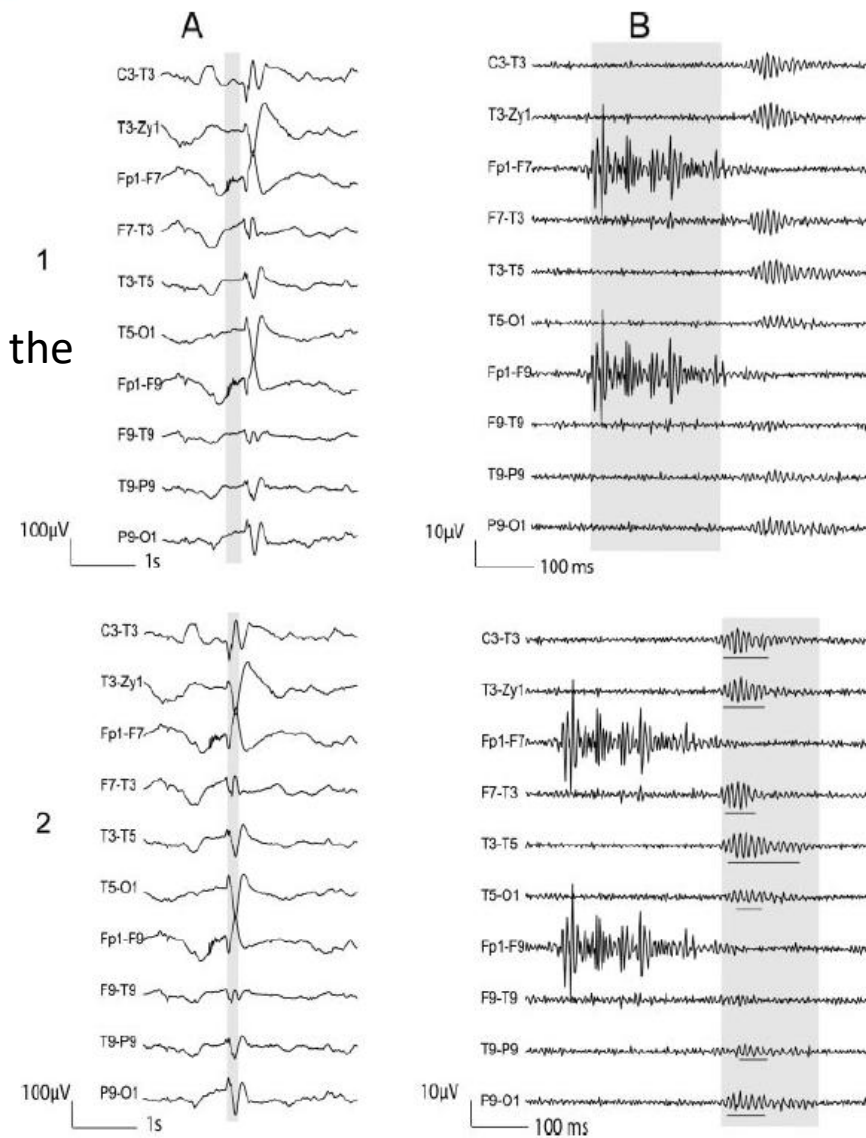 A
B
C3-T3
T3-Zy1
Fp1-F7
F7-T3
1
T3-T5
T5-O1
the
Fp1-F9
F9-T9
T9-P9
P9-O1
100µV
1s
C3-T3
T3-Zy1
Fp1-F7
F7-T3
T3-T5
T5-O1
Fp1-F9
F9-T9
T9-P9
P9-O1
10µV
100 ms
C3-T3
T3-Zy1
Fp1-F7
F7-T3
2
T3-T5
T5-O1
Fp1-F9
F9-T9
T9-P9
P9-O1
100µV
1s
C3-T3
T3-Zy1
Fp1-F7
F7-T3
T3-T5
T5-O1
Fp1-F9
F9-T9
T9-P9
P9-O1
10µV
100 ms